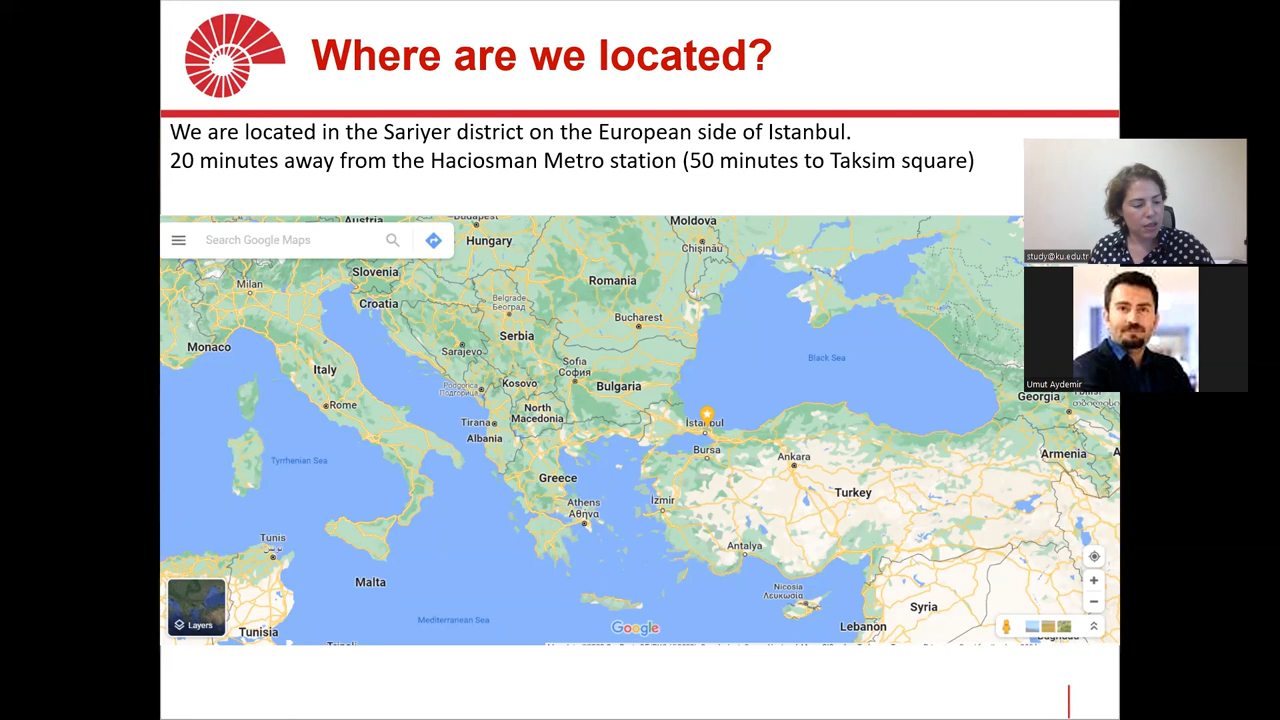 Where are we located?
We are located in the Sariyer district on the European side of Istanbul.
20 minutes away from the Haciosman Metro station (50 minutes to Taksim square)
study@ku.edu.tr
Umut Aydemir
Search Google Maps
Austria
Budapest
Hungary
Moldova
Chișinău
Slovenia
Milan
Croatia
Romania
Belgrade
Београд
Bucharest
Serbia
Monaco
Sarajevo
Black Sea
Italy
Sofia
София
Podgorica
Подгорица
Kosovo
Bulgaria
Georgia
Rome
North
Macedonia
Tirana
Istanbul
Albania
Bursa
Ankara
Armenia
Tyrrhenian Sea
Greece
Turkey
Athens
Αθήνα
Izmir
Tunis
تونس
Antalya
Malta
Nicosia
Λευκωσία
Syria
Mediterranean Sea
Layers
Tunisia
Google
Lebanon